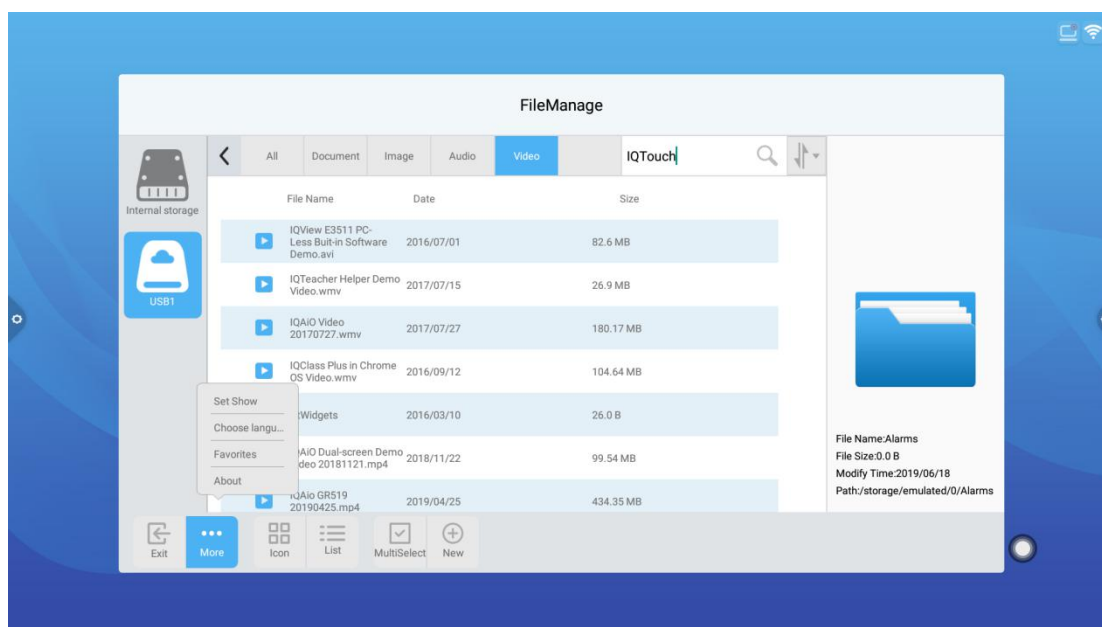 FileManage
All Document Image Audio Video IQTouch
Internal storage
USB1
File Name Date Size
IQView E3511 PC-
Less Buit-in Software
Demo.avi
2016/07/01 82.6 MB
IQTeacher Helper Demo
Video.wmv
2017/07/15 26.9 MB
IQAiO Video
20170727.wmv
2017/07/27 180.17 MB
IQClass Plus in Chrome
OS Video.wmv
2016/09/12 104.64 MB
Widgets 2016/03/10 26.0 B
AiO Dual-screen Demo
deo 20181121.mp4
2018/11/22 99.54 MB
IQAio GR519
20190425.mp4
2019/04/25 434.35 MB
Set Show
Choose langu...
Favorites
About
File Name:Alarms
File Size:0.0 B
Modify Time:2019/06/18
Path:/storage/emulated/0/Alarms
Exit More Icon List MultiSelect New